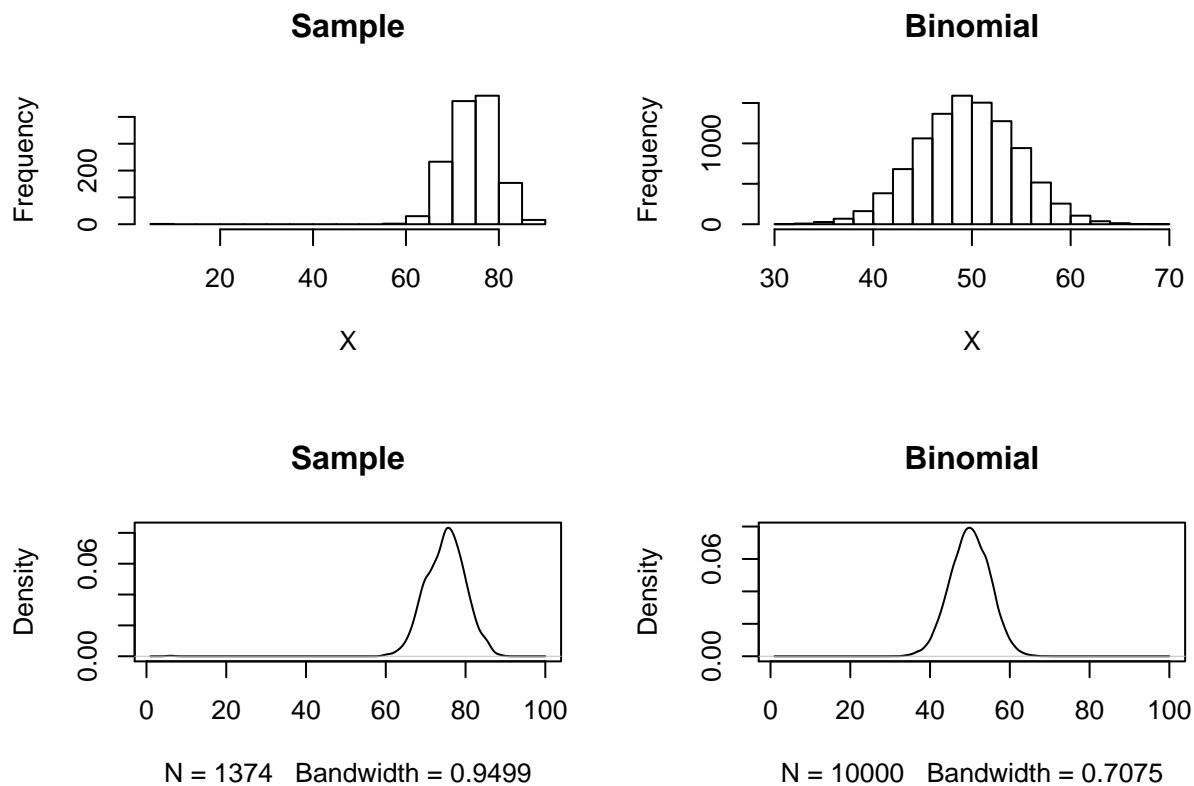 Sample
Frequency
0 200
20 40 60 80
X
Binomial
Frequency
0 1000
30 40 50 60 70
X
Sample
Density
0.00 0.06
0 20 40 60 80 100
N = 1374 Bandwidth = 0.9499
Binomial
Density
0.00 0.06
0 20 40 60 80 100
N = 10000 Bandwidth = 0.7075